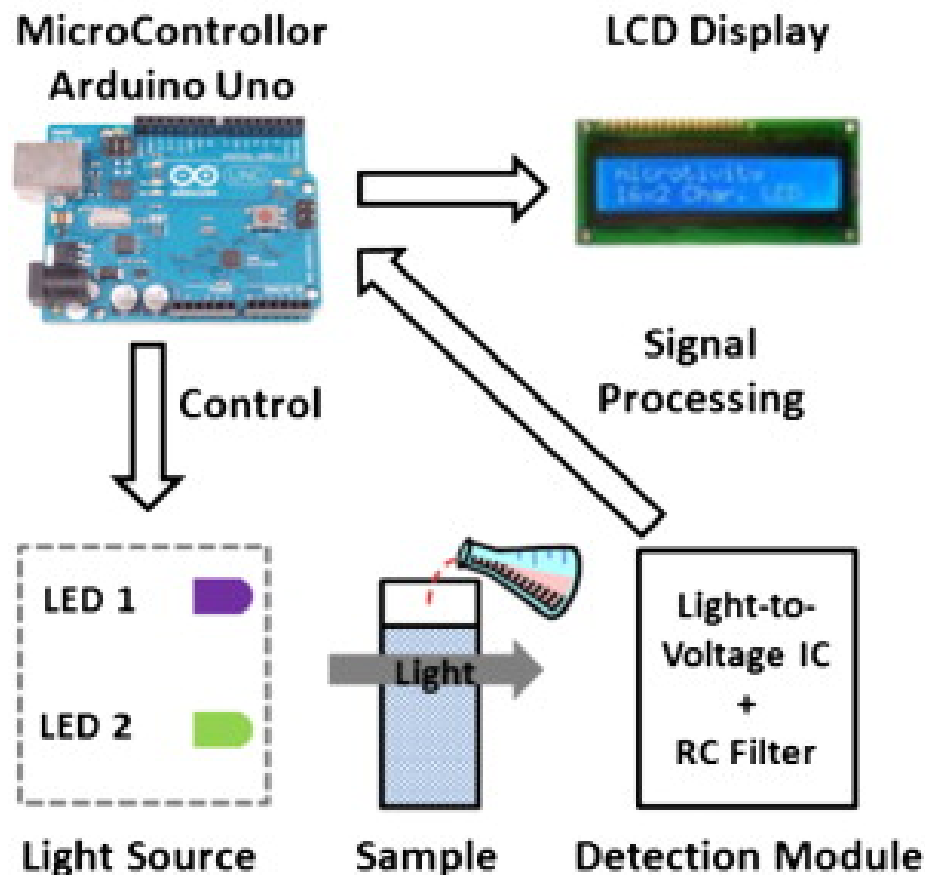 MicroControllor
Arduino Uno
LCD Display
microtivity
16x2 Char. LCD
Control
Signal
Processing
LED 1
LED 2
Light
Light-to-
Voltage IC
+
RC Filter
Light Source
Sample
Detection Module